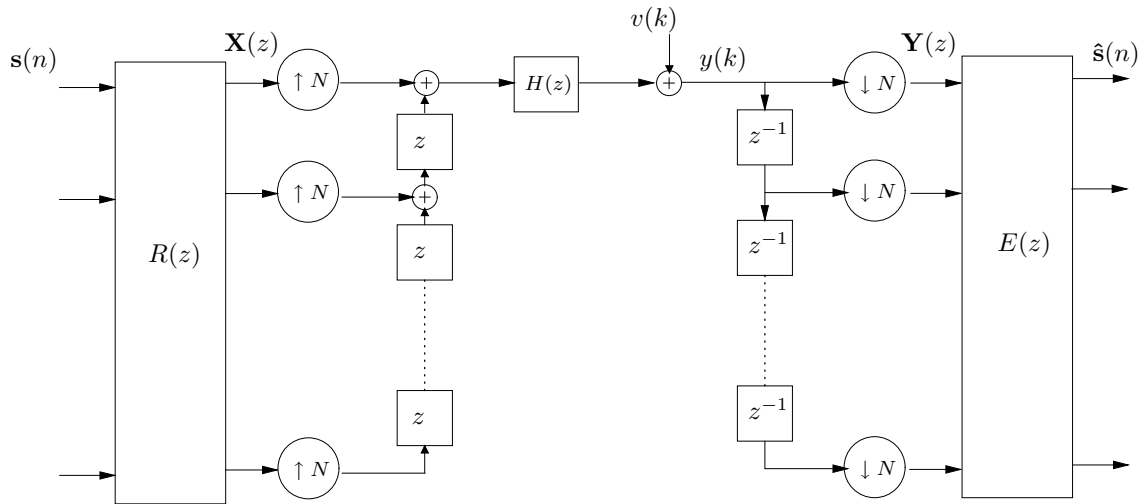 s(n)
X(z)
↑ N
+
H(z)
v(k)
+
y(k)
↓ N
Y(z)
ŝ(n)
z
z⁻¹
↑ N
+
↓ N
z
z⁻¹
R(z)
E(z)
z
z⁻¹
↑ N
↓ N